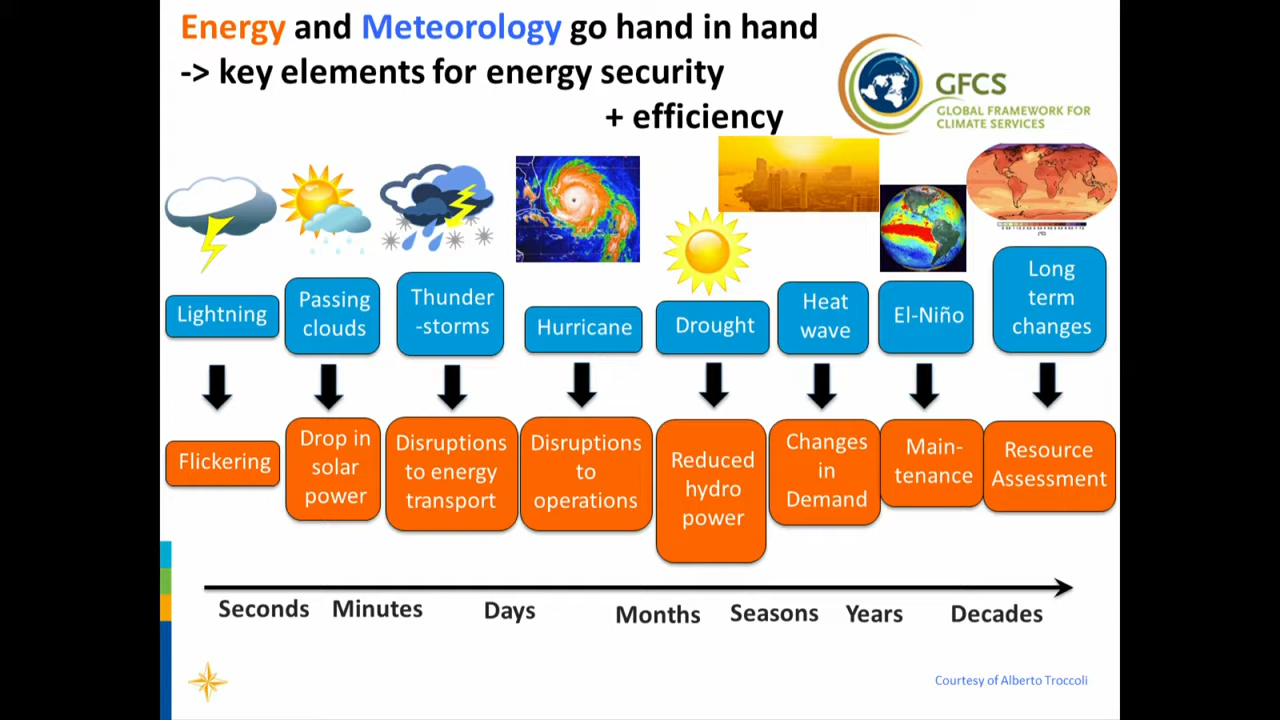 Energy and Meteorology go hand in hand
-> key elements for energy security
+ efficiency
GFCS
GLOBAL FRAMEWORK FOR
CLIMATE SERVICES
Lightning
Passing
clouds
Thunder
-storms
Hurricane
Drought
Heat
wave
El-Niño
Long
term
changes
Flickering
Drop in
solar
power
Disruptions
to energy
transport
Disruptions
to
operations
Reduced
hydro
power
Changes
in
Demand
Main-
tenance
Resource
Assessment
Seconds Minutes Days Months Seasons Years Decades
Courtesy of Alberto Troccoli